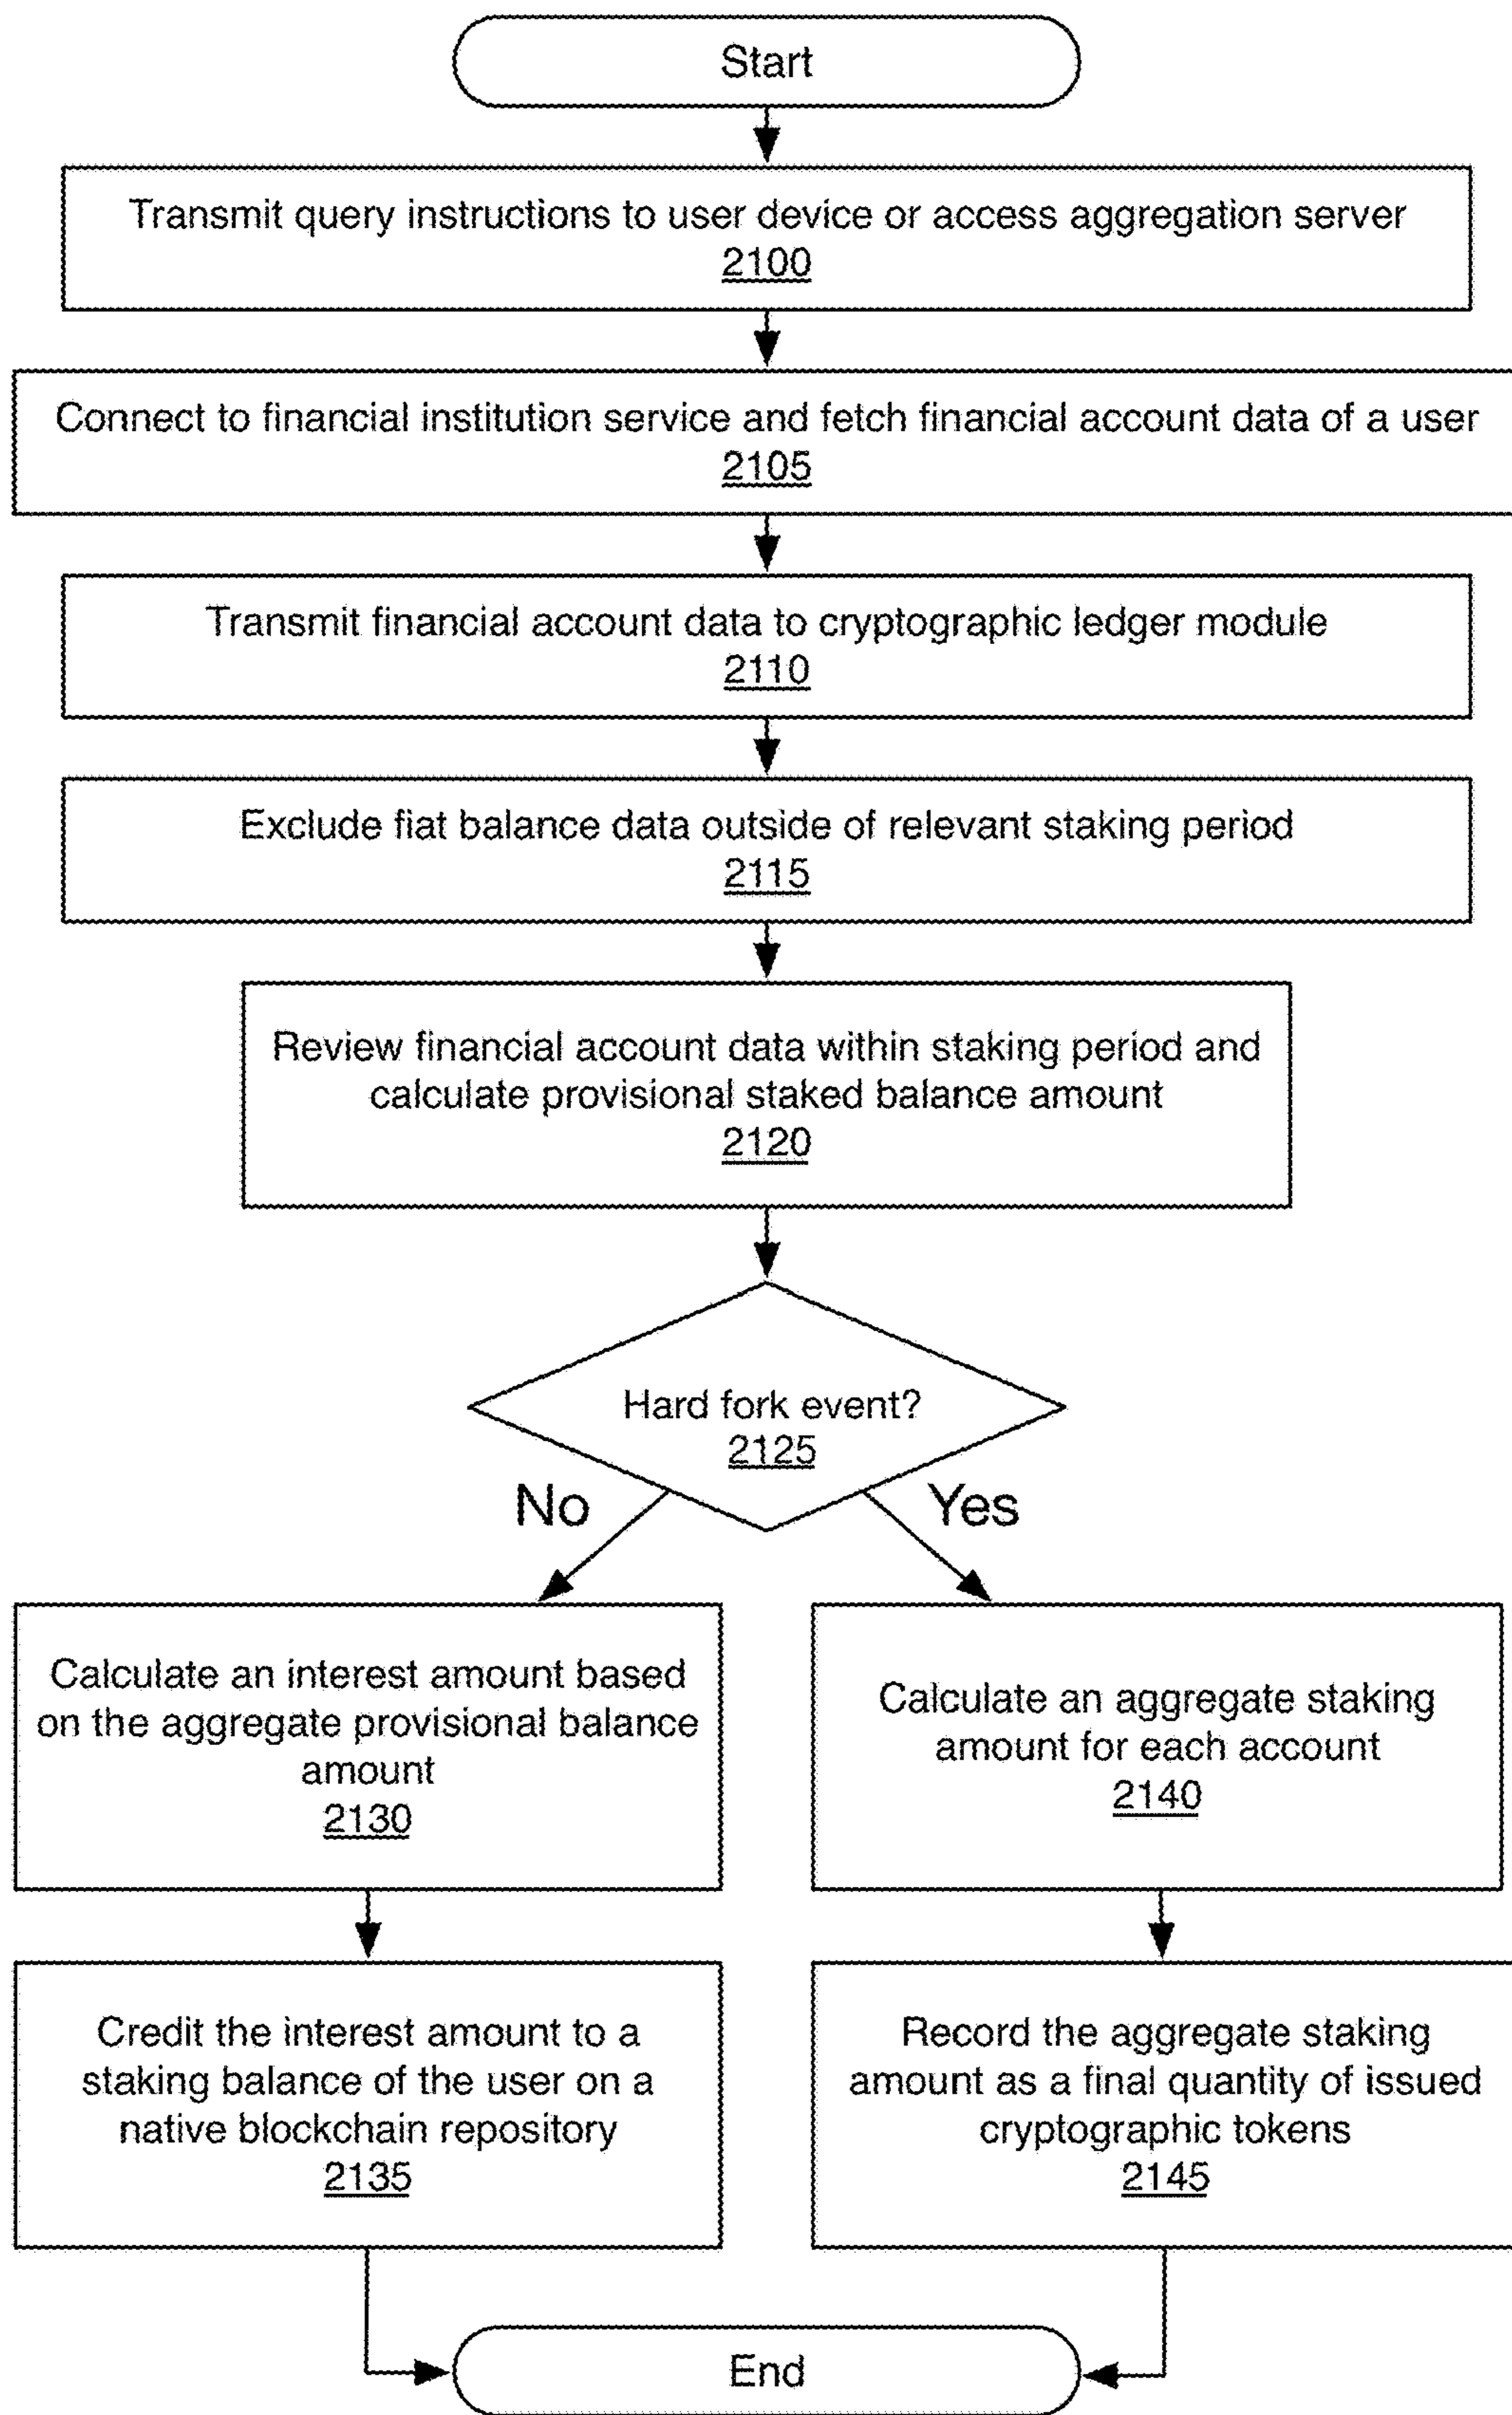 Start
Transmit query instructions to user device or access aggregation server
2100
Connect to financial institution service and fetch financial account data of a user
2105
Transmit financial account data to cryptographic ledger module
2110
Exclude fiat balance data outside of relevant staking period
2115
Review financial account data within staking period and
calculate provisional staked balance amount
2120
Hard fork event?
2125
No
Yes
Calculate an interest amount based
on the aggregate provisional balance
amount
2130
Calculate an aggregate staking
amount for each account
2140
Credit the interest amount to a
staking balance of the user on a
native blockchain repository
2135
Record the aggregate staking
amount as a final quantity of issued
cryptographic tokens
2145
End